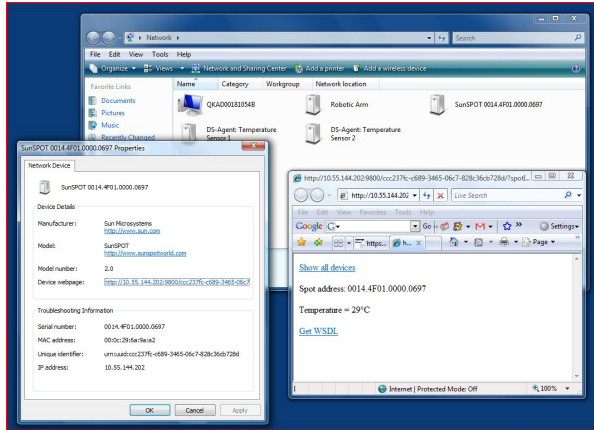 Network
Search
File Edit View Tools Help
Organize Views Network and Sharing Center Add a printer Add a wireless device
Favorite Links
Documents
Pictures
Music
Recently Changed
Name Category Workgroup Network location
QKAD00181054B
Robotic Arm
SunSPOT 0014.4F01.0000.0697
DS-Agent: Temperature
Sensor 1
DS-Agent: Temperature
Sensor 2
SunSPOT 0014.4F01.0000.0697 Properties
Network Device
SunSPOT 0014.4F01.0000.0697
Device Details
Manufacturer: Sun Microsystems
http://www.sun.com
Model: SunSPOT
http://www.sunspotworld.com
Model number: 2.0
Device webpage: http://10.55.144.202:9800/ccc237fc-c689-3465-06c7
Troubleshooting Information
Serial number: 0014.4F01.0000.0697
MAC address: 00:0c:29:6a:9a:a2
Unique identifier: urn:uuid:ccc237fc-c689-3465-06c7-828c36cb728d
IP address: 10.55.144.202
OK Cancel Apply
http://10.55.144.202:9800/ccc237fc-c689-3465-06c7-828c36cb728d/?spot...
http://10.55.144.202 Live Search
File Edit View Favorites Tools Help
Google Go Settings
https... h... Page
Show all devices
Spot address: 0014.4F01.0000.0697
Temperature = 29°C
Get WSDL
Internet | Protected Mode: Off 100%